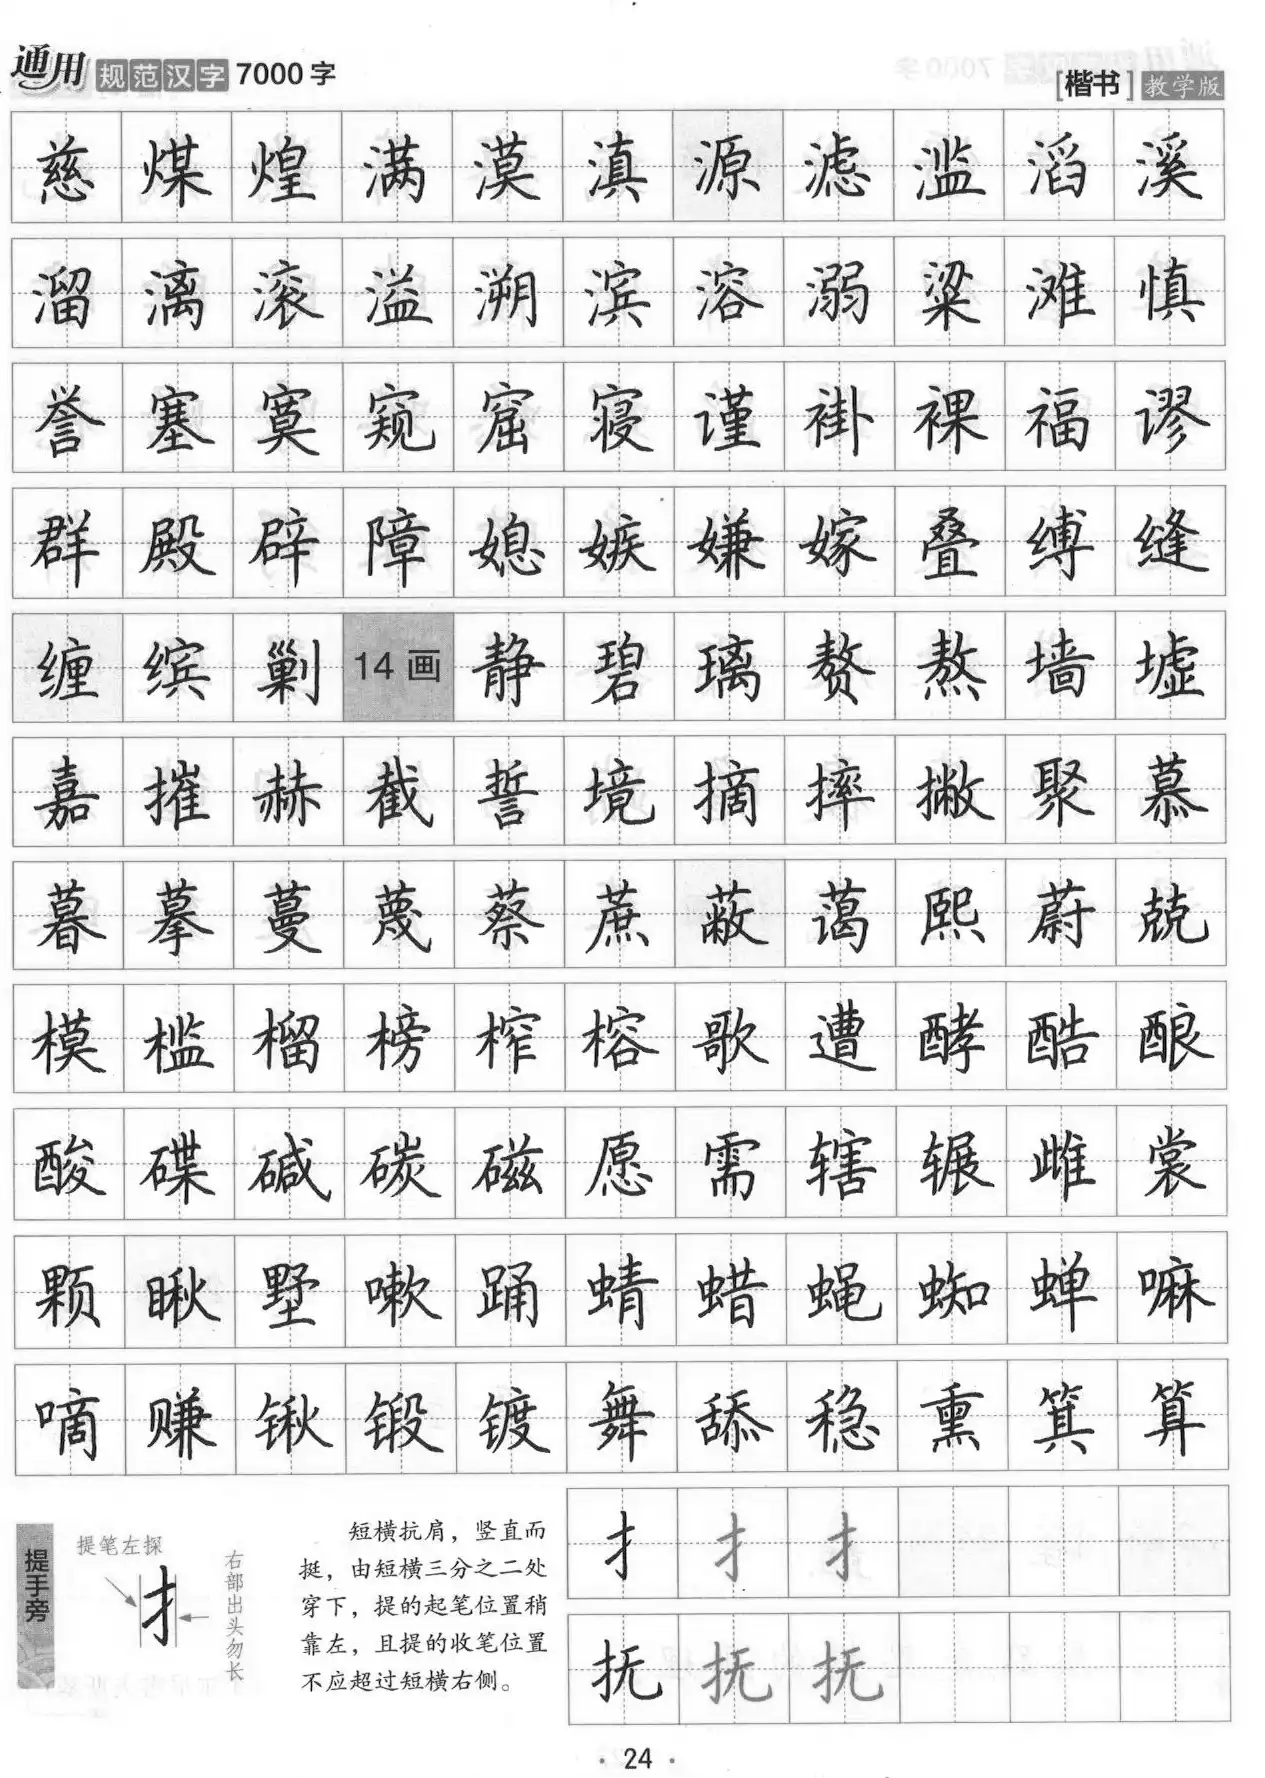 通用规范汉字7000字
[楷书]教学版
慈煤煌满漠滇源滤滥滔溪
溜漓滚溢溯滨溶溺粱滩慎
誉塞寞窥窟寝谨褂裸福谬
群殿辟障媳嫉嫌嫁叠缚缝
缠缤剿14画静碧璃赘熬墙墟
嘉摧赫截誓境摘摔撇聚慕
暮摹蔓蔑蔡蔗蔽蔼熙蔚兢
模槛榴榜榨榕歌遭酵酷酿
酸碟碱碳磁愿需辖辗雌裳
颗瞅墅嗽踊蜻蜡蝇蜘蝉嘛
嘀赚锹锻镀舞舔稳熏箕算
提手旁
提笔左探
扌
右部出头勿长
短横抗肩，竖直而
挺，由短横三分之二处
穿下，提的起笔位置稍
靠左，且提的收笔位置
不应超过短横右侧。
扌扌扌
抚抚抚
·24·